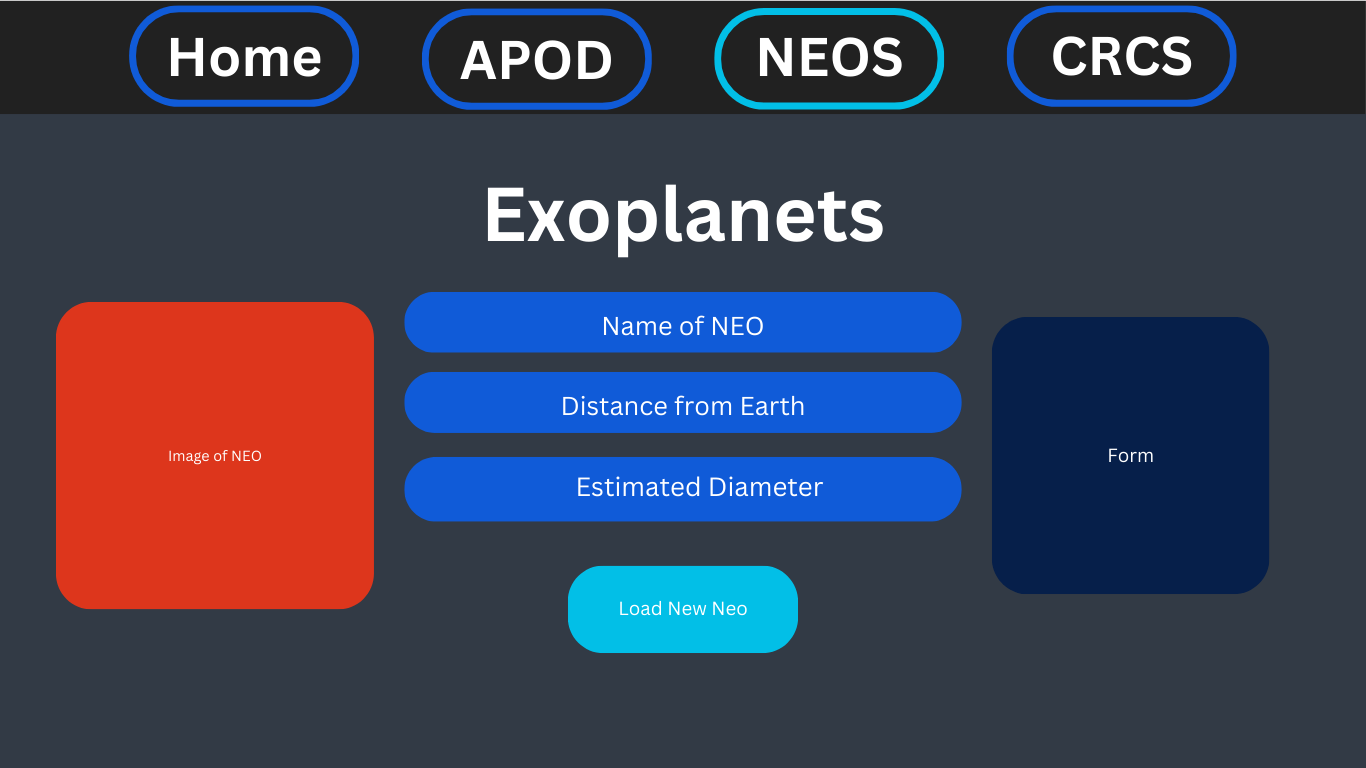 Home
APOD
NEOS
CRCS
Exoplanets
Image of NEO
Name of NEO
Distance from Earth
Estimated Diameter
Load New Neo
Form